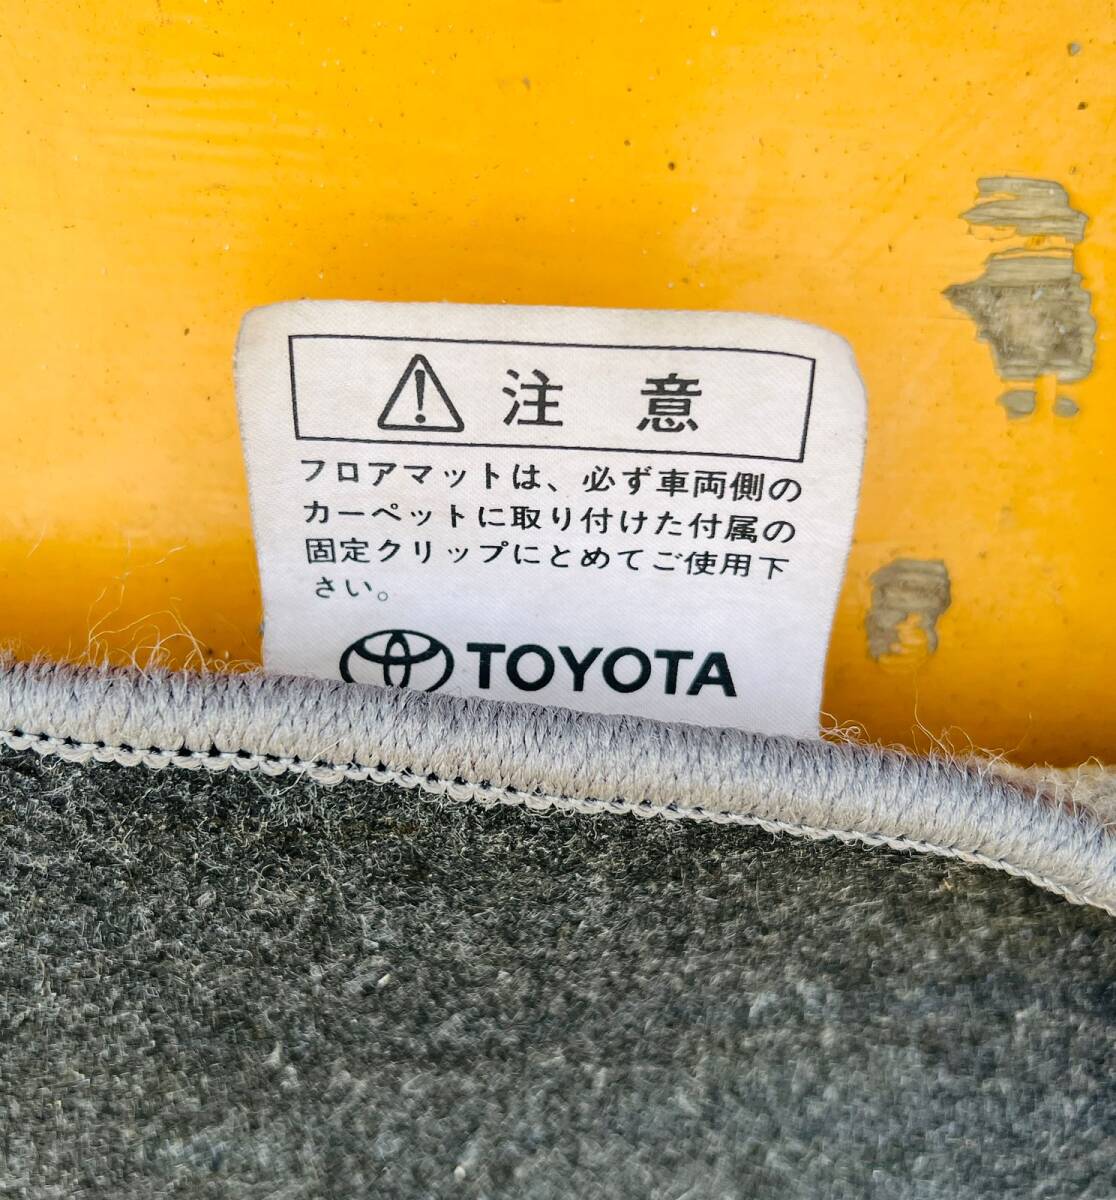 注意
フロアマットは、必ず車両側の
カーペットに取り付けた付属の
固定クリップにとめてご使用下
さい。
TOYOTA